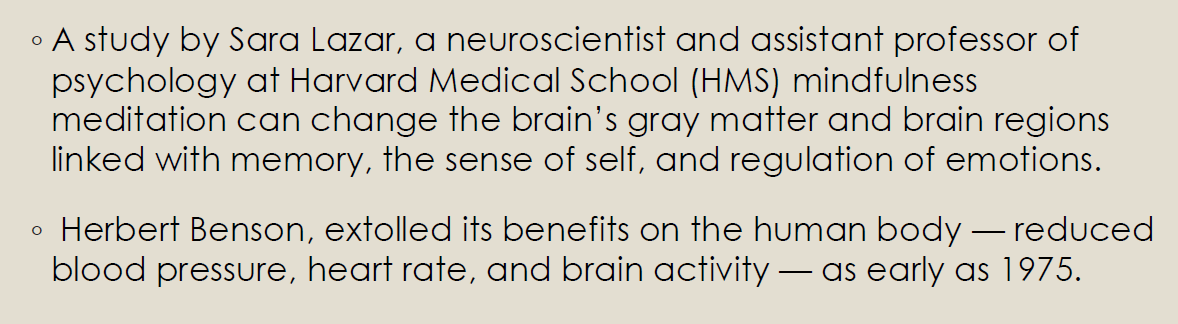 ◦ A study by Sara Lazar, a neuroscientist and assistant professor of
psychology at Harvard Medical School (HMS) mindfulness
meditation can change the brain’s gray matter and brain regions
linked with memory, the sense of self, and regulation of emotions.
◦ Herbert Benson, extolled its benefits on the human body — reduced
blood pressure, heart rate, and brain activity — as early as 1975.